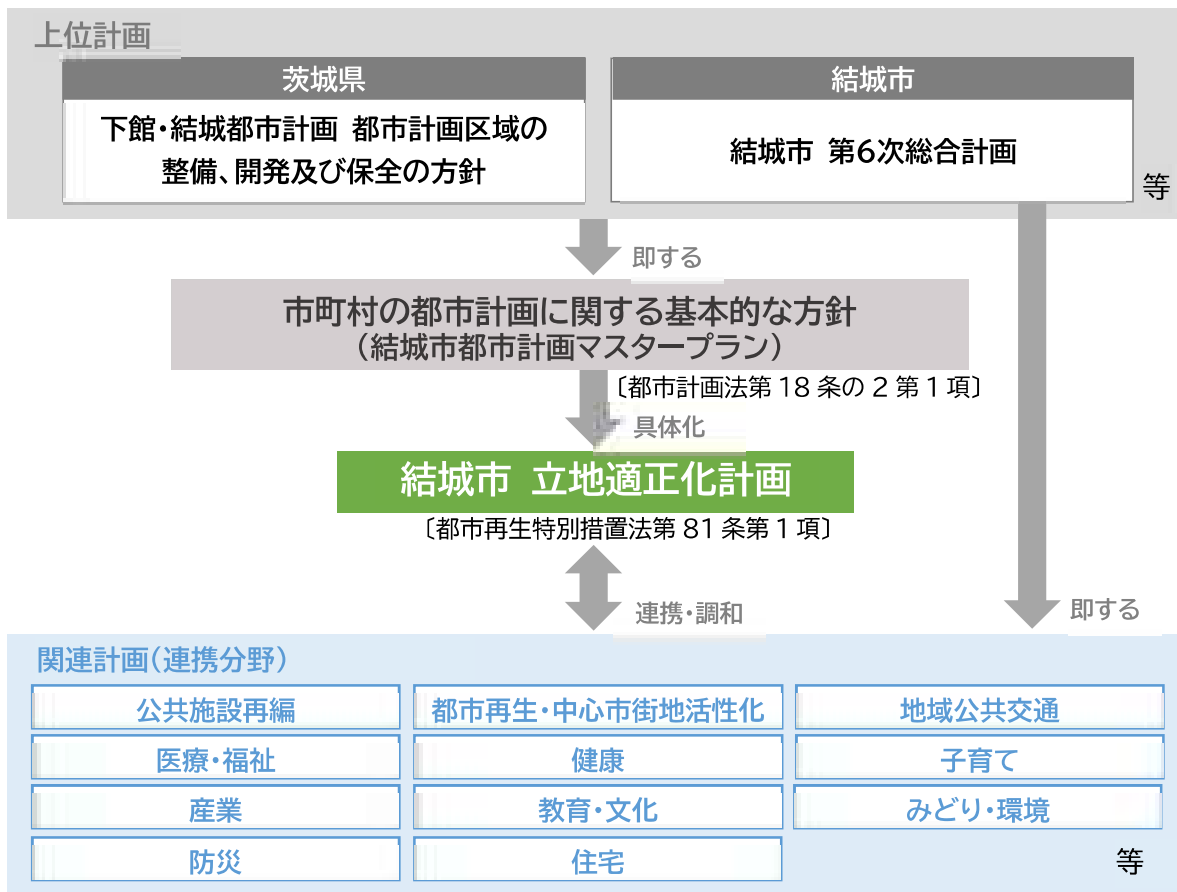 上位計画
茨城県
下館・結城都市計画 都市計画区域の
整備、開発及び保全の方針
結城市
結城市 第6次総合計画
等
即する
市町村の都市計画に関する基本的な方針
（結城市都市計画マスタープラン）
〔都市計画法第 18 条の 2 第 1 項〕
具体化
結城市 立地適正化計画
〔都市再生特別措置法第 81 条第 1 項〕
連携・調和
即する
関連計画（連携分野）
公共施設再編
都市再生・中心市街地活性化
地域公共交通
医療・福祉
健康
子育て
産業
教育・文化
みどり・環境
防災
住宅
等